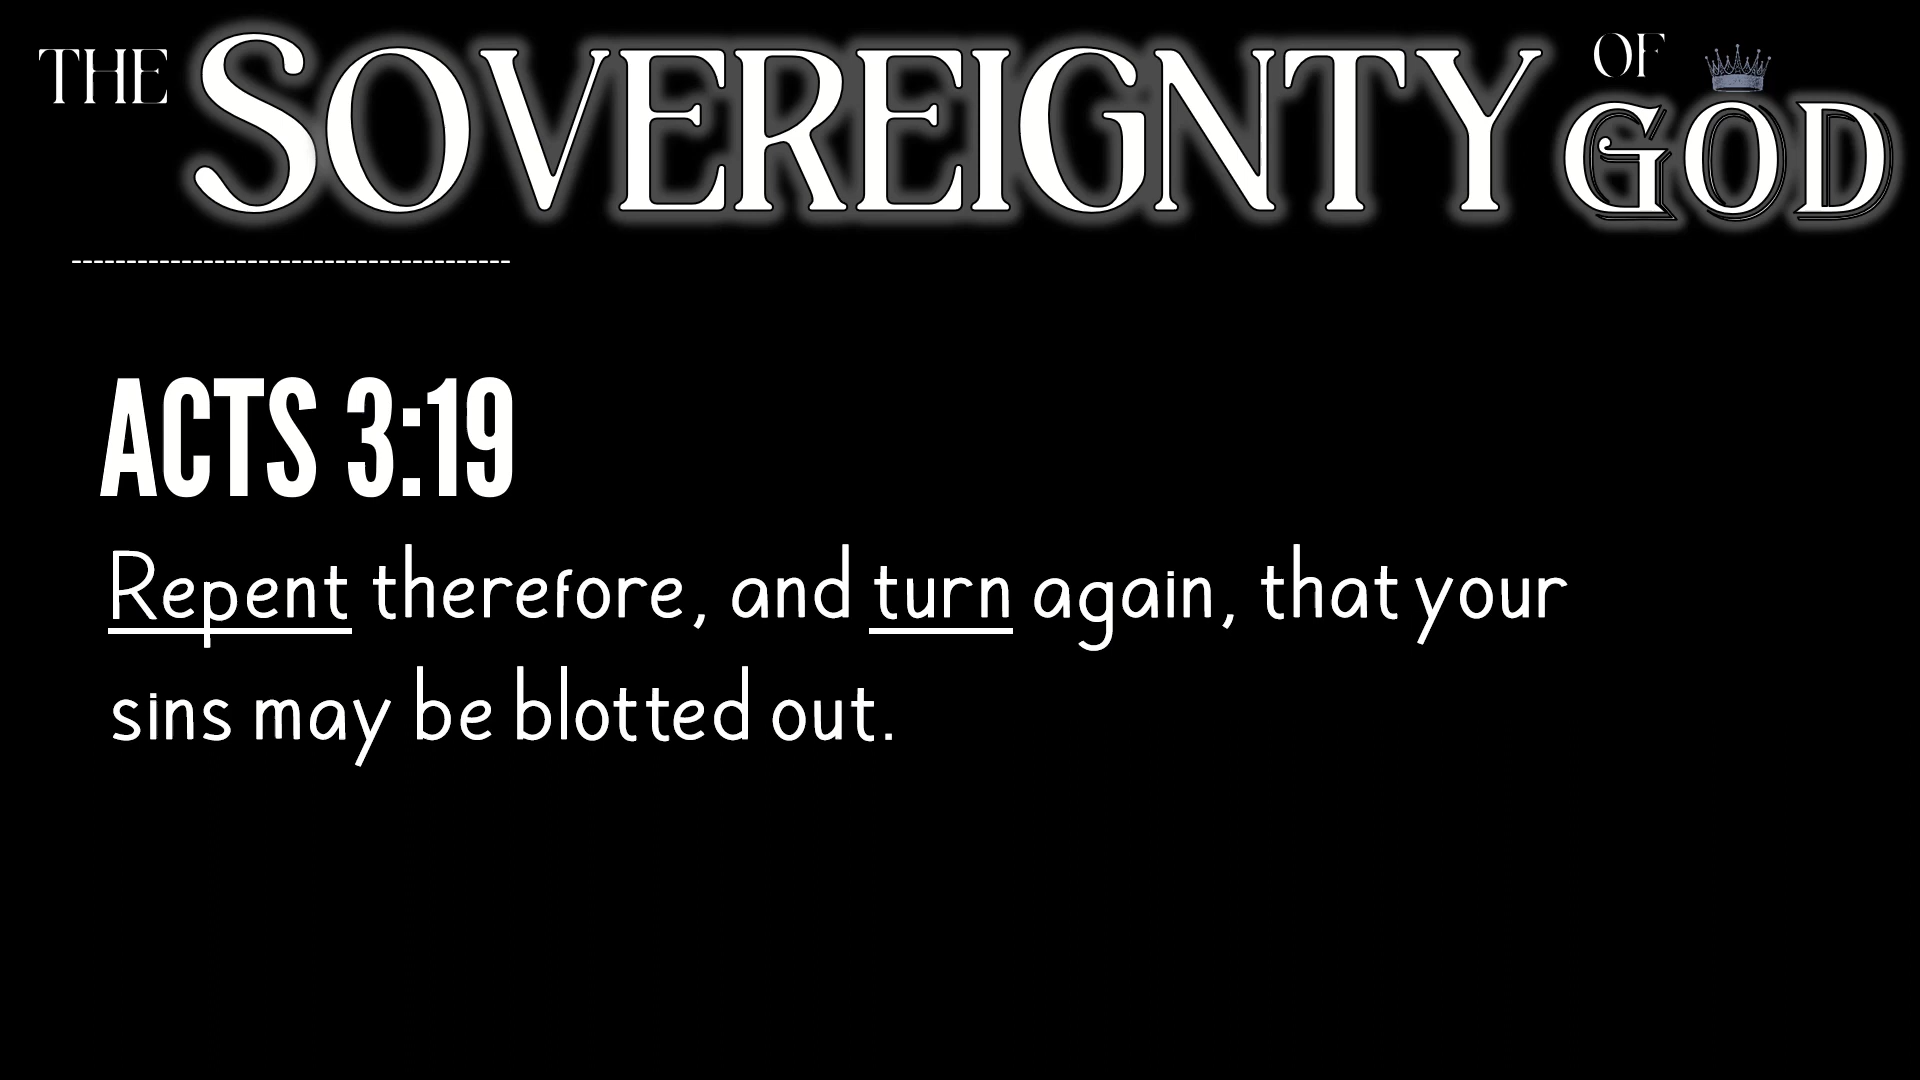 THE SOVEREIGNTY OF GOD
----------------------------------------
ACTS 3:19
Repent therefore, and turn again, that your
sins may be blotted out.